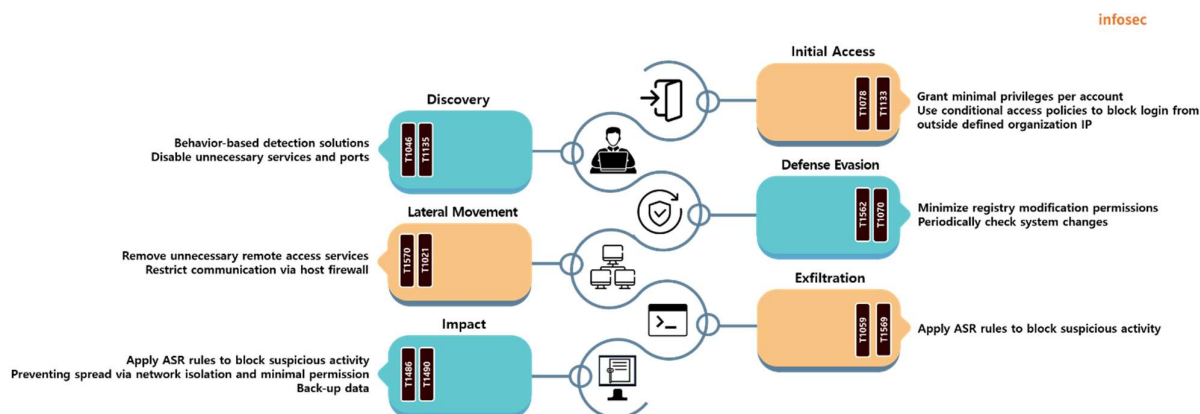 infosec
Initial Access
T1078
T1133
Grant minimal privileges per account
Use conditional access policies to block login from
outside defined organization IP
Discovery
T1046
T1135
Behavior-based detection solutions
Disable unnecessary services and ports
Defense Evasion
T1562
T1070
Minimize registry modification permissions
Periodically check system changes
Lateral Movement
T1570
T1021
Remove unnecessary remote access services
Restrict communication via host firewall
Exfiltration
T1059
T1569
Apply ASR rules to block suspicious activity
Impact
T1486
T1490
Apply ASR rules to block suspicious activity
Preventing spread via network isolation and minimal permission
Back-up data